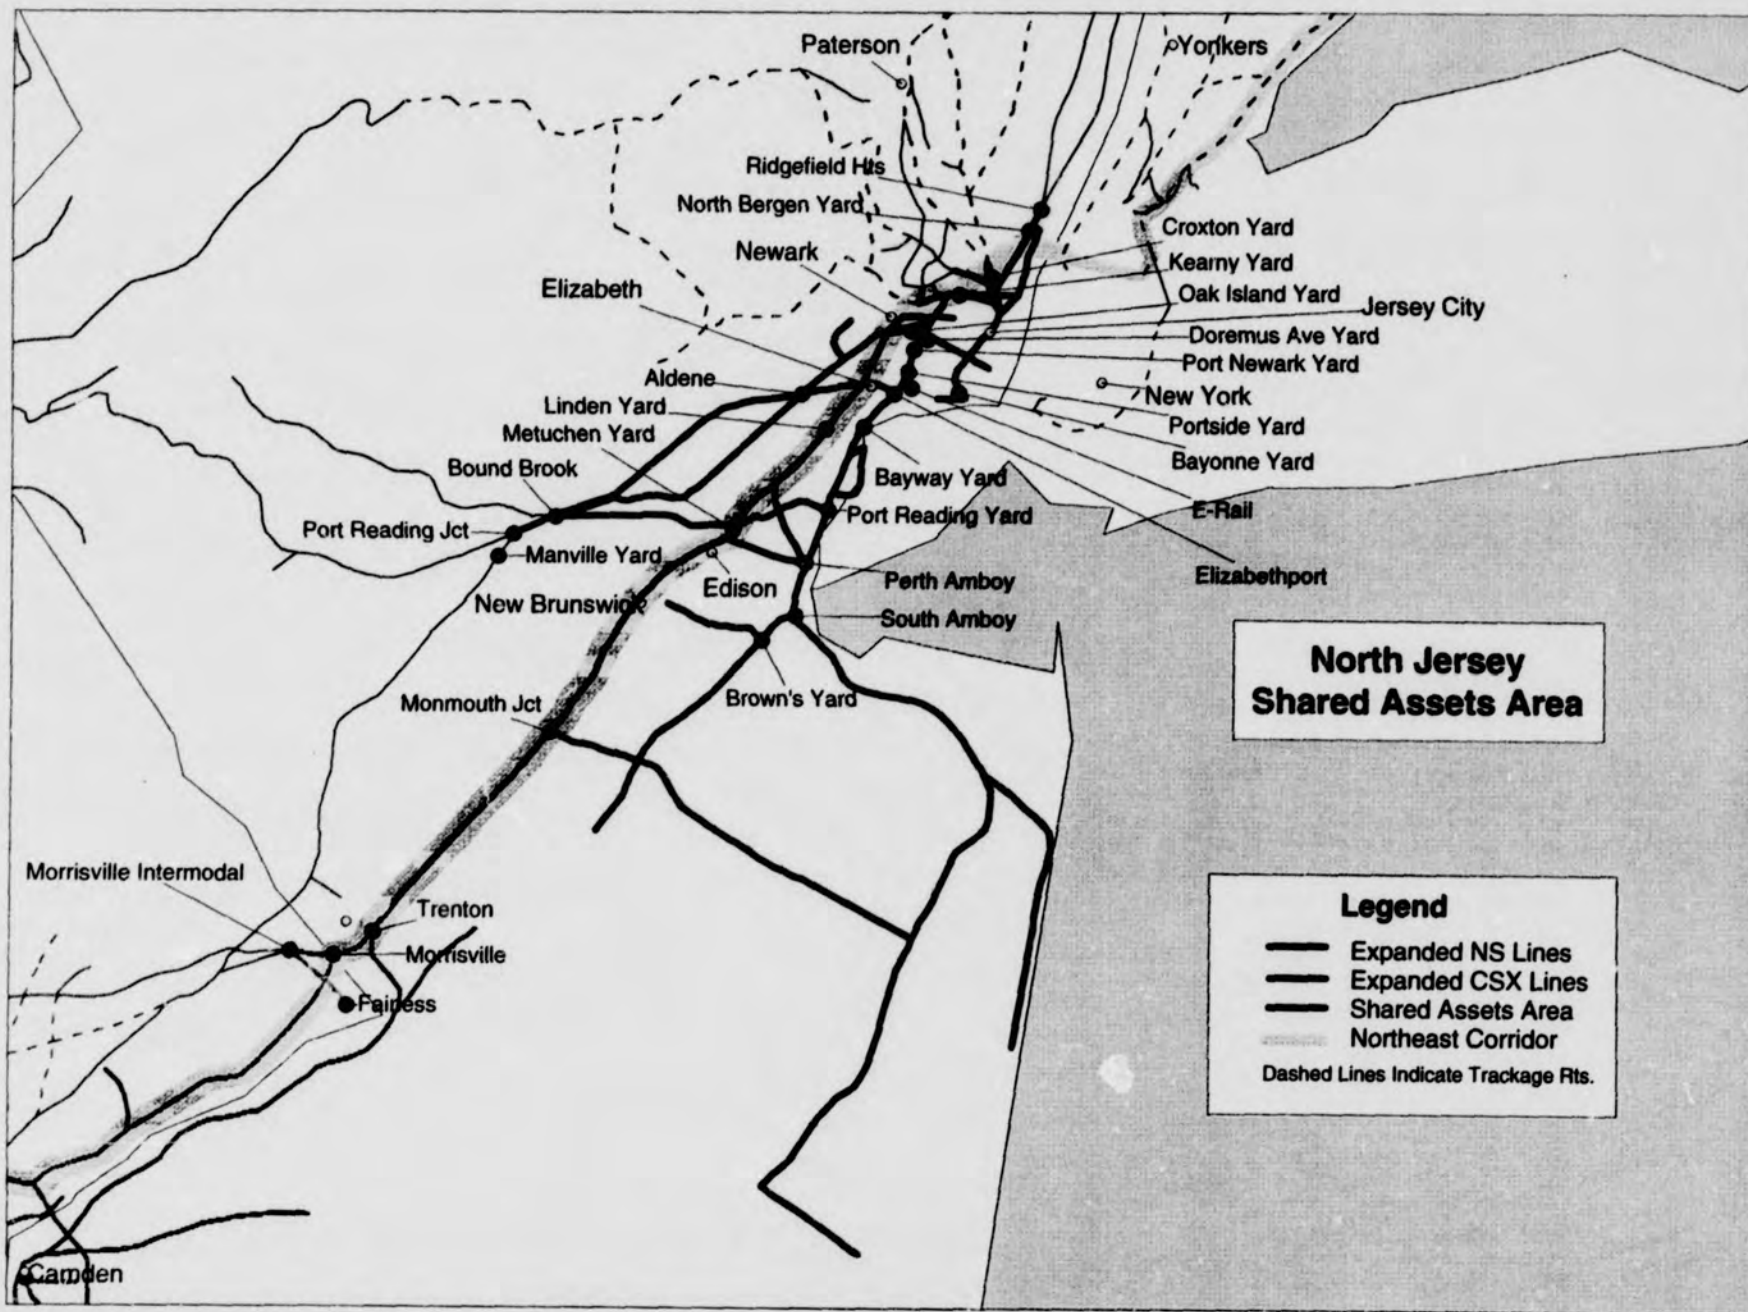 Paterson
Yonkers
Ridgefield Hts
North Bergen Yard
Croxton Yard
Newark
Kearny Yard
Elizabeth
Oak Island Yard
Jersey City
Doremus Ave Yard
Port Newark Yard
Aldene
New York
Linden Yard
Portside Yard
Metuchen Yard
Bayonne Yard
Bound Brook
Bayway Yard
E-Rail
Port Reading Yard
Port Reading Jct
Manville Yard
Elizabethport
Perth Amboy
Edison
New Brunswick
South Amboy
North Jersey
Shared Assets Area
Brown's Yard
Monmouth Jct
Morrisville Intermodal
Trenton
Legend
Morrisville
Expanded NS Lines
Expanded CSX Lines
Fairless
Shared Assets Area
Northeast Corridor
Dashed Lines Indicate Trackage Rts.
Camden